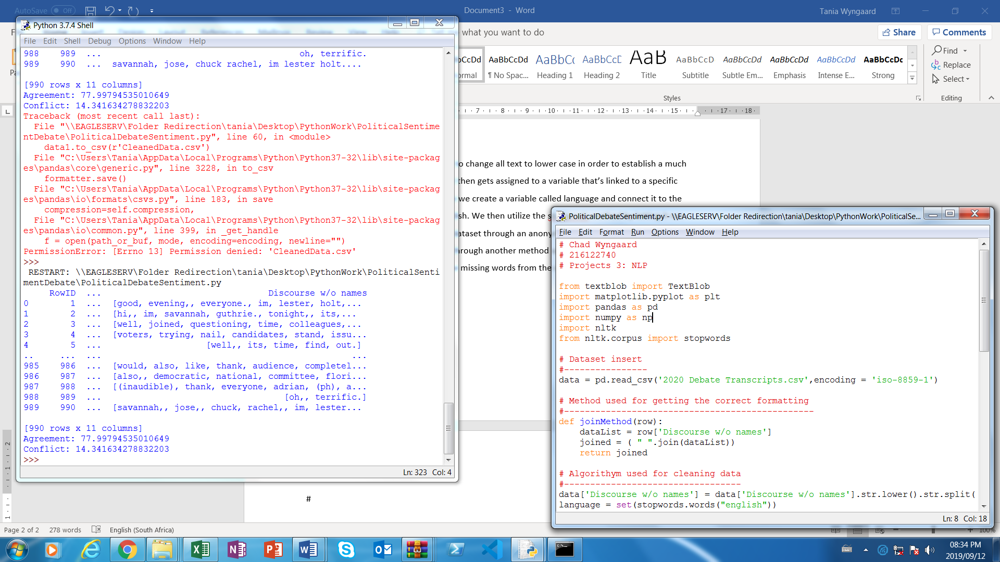 AutoSave Off
Document3 - Word
Tania Wyngaard
what you want to do
Share
Comments
AaBbCcDd AaBbCc AaBbCcD AaB AaBbCcD AaBbCcDd AaBbCcDd AaBbCcDd AaBbCcDc
¶ No Spac... Heading 1 Heading 2 Title Subtitle Subtle Em... Emphasis Intense E... Strong
Styles
Find
Replace
Select
Editing
7 8 9 10 11 12 13 14 15 17 18
Python 3.7.4 Shell
File Edit Shell Debug Options Window Help
988 989 ... oh, terrific.
989 990 ... savannah, jose, chuck rachel, im lester holt....
[990 rows x 11 columns]
Agreement: 77.99794535010649
Conflict: 14.341634278832203
Traceback (most recent call last):
File "\\EAGLESERV\Folder Redirection\tania\Desktop\PythonWork\PoliticalSentime
ntDebate\PoliticalDebateSentiment.py", line 60, in <module>
data1.to_csv(r'CleanedData.csv')
File "C:\Users\Tania\AppData\Local\Programs\Python\Python37-32\lib\site-packag
es\pandas\core\generic.py", line 3228, in to_csv
formatter.save()
File "C:\Users\Tania\AppData\Local\Programs\Python\Python37-32\lib\site-packag
es\pandas\io\formats\csvs.py", line 183, in save
compression=self.compression,
File "C:\Users\Tania\AppData\Local\Programs\Python\Python37-32\lib\site-packag
es\pandas\io\common.py", line 399, in _get_handle
f = open(path_or_buf, mode, encoding=encoding, newline="")
PermissionError: [Errno 13] Permission denied: 'CleanedData.csv'
>>>
RESTART: \\EAGLESERV\Folder Redirection\tania\Desktop\PythonWork\PoliticalSenti
mentDebate\PoliticalDebateSentiment.py
RowID ... Discourse w/o names
0 1 ... [good, evening,, everyone., im, lester, holt,...
1 2 ... [hi,, im, savannah, guthrie., tonight,, its,...
2 3 ... [well, joined, questioning, time, colleagues,...
3 4 ... [voters, trying, nail, candidates, stand, issu...
4 5 ... [well,, its, time, find, out.]
.. ... ... ...
985 986 ... [would, also, like, thank, audience, completel...
986 987 ... [also,, democratic, national, committee, flori...
987 988 ... [(inaudible), thank, everyone, adrian, (ph), a...
988 989 ... [oh,, terrific.]
989 990 ... [savannah,, jose,, chuck, rachel,, im, lester...
[990 rows x 11 columns]
Agreement: 77.99794535010649
Conflict: 14.341634278832203
>>>
Ln: 323 Col: 4
o change all text to lower case in order to establish a much
then gets assigned to a variable that's linked to a specific
we create a variable called language and connect it to the
sh. We then utilize the s
ataset through an anony
rough another method
missing words from the
#
PoliticalDebateSentiment.py - \\EAGLESERV\Folder Redirection\tania\Desktop\PythonWork\PoliticalSe...
File Edit Format Run Options Window Help
# Chad Wyngaard
# 216122740
# Projects 3: NLP
from textblob import TextBlob
import matplotlib.pyplot as plt
import pandas as pd
import numpy as np
import nltk
from nltk.corpus import stopwords
# Dataset insert
#----------------
data = pd.read_csv('2020 Debate Transcripts.csv',encoding = 'iso-8859-1')
# Method used for getting the correct formatting
#------------------------------------------------
def joinMethod(row):
dataList = row['Discourse w/o names']
joined = ( " ".join(dataList))
return joined
# Algorithym used for cleaning data
#----------------------------------
data['Discourse w/o names'] = data['Discourse w/o names'].str.lower().str.split(
language = set(stopwords.words("english"))
Ln: 8 Col: 18
Page 2 of 2 278 words English (South Africa)
100%
08:34 PM
2019/09/12